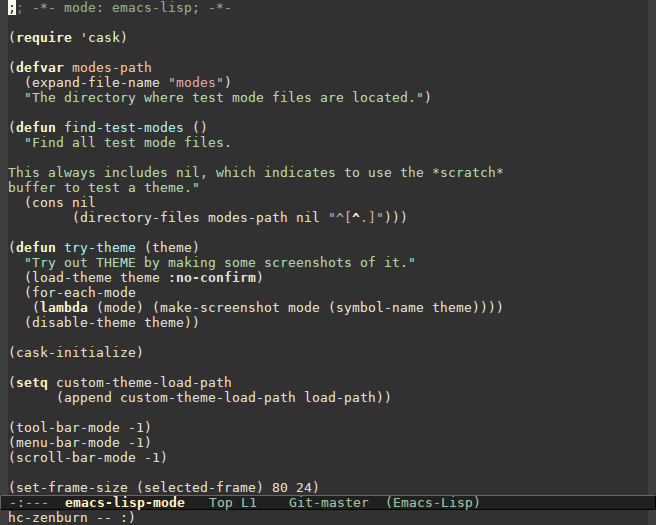 ;; -*- mode: emacs-lisp; -*-

(require 'cask)

(defvar modes-path
  (expand-file-name "modes")
  "The directory where test mode files are located.")

(defun find-test-modes ()
  "Find all test mode files.

This always includes nil, which indicates to use the *scratch*
buffer to test a theme."
  (cons nil
        (directory-files modes-path nil "^[^.]")))

(defun try-theme (theme)
  "Try out THEME by making some screenshots of it."
  (load-theme theme :no-confirm)
  (for-each-mode
   (lambda (mode) (make-screenshot mode (symbol-name theme))))
  (disable-theme theme))

(cask-initialize)

(setq custom-theme-load-path
      (append custom-theme-load-path load-path))

(tool-bar-mode -1)
(menu-bar-mode -1)
(scroll-bar-mode -1)

(set-frame-size (selected-frame) 80 24)
-:---  emacs-lisp-mode   Top L1    Git-master  (Emacs-Lisp)
hc-zenburn -- :)